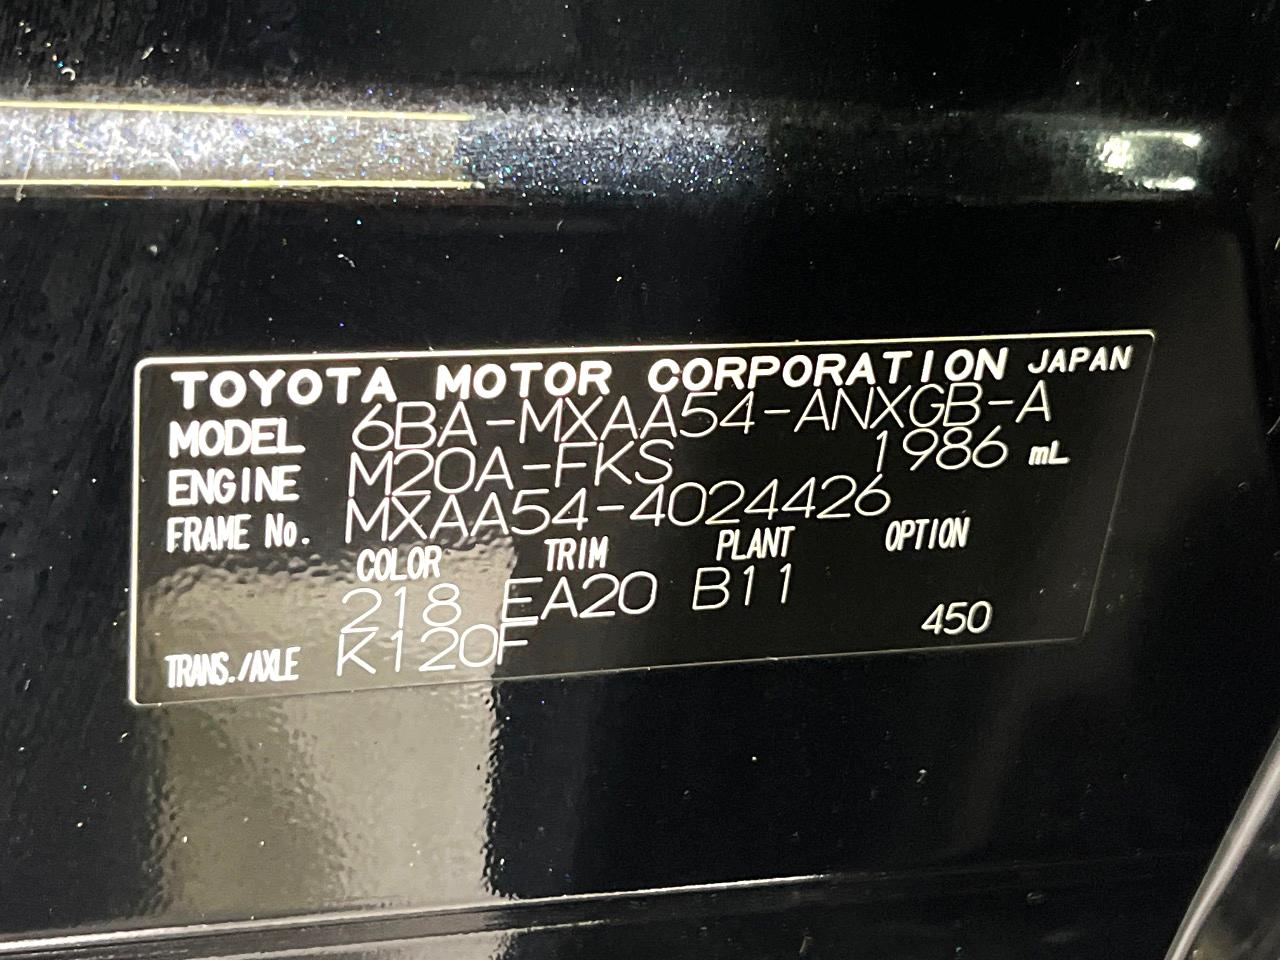 TOYOTA MOTOR CORPORATION JAPAN
MODEL 6BA-MXAA54-ANXGB-A
ENGINE M20A-FKS 1986 mL
FRAME No. MXAA54-4024426
COLOR TRIM PLANT OPTION
218 EA20 B11
450
TRANS./AXLE K120F